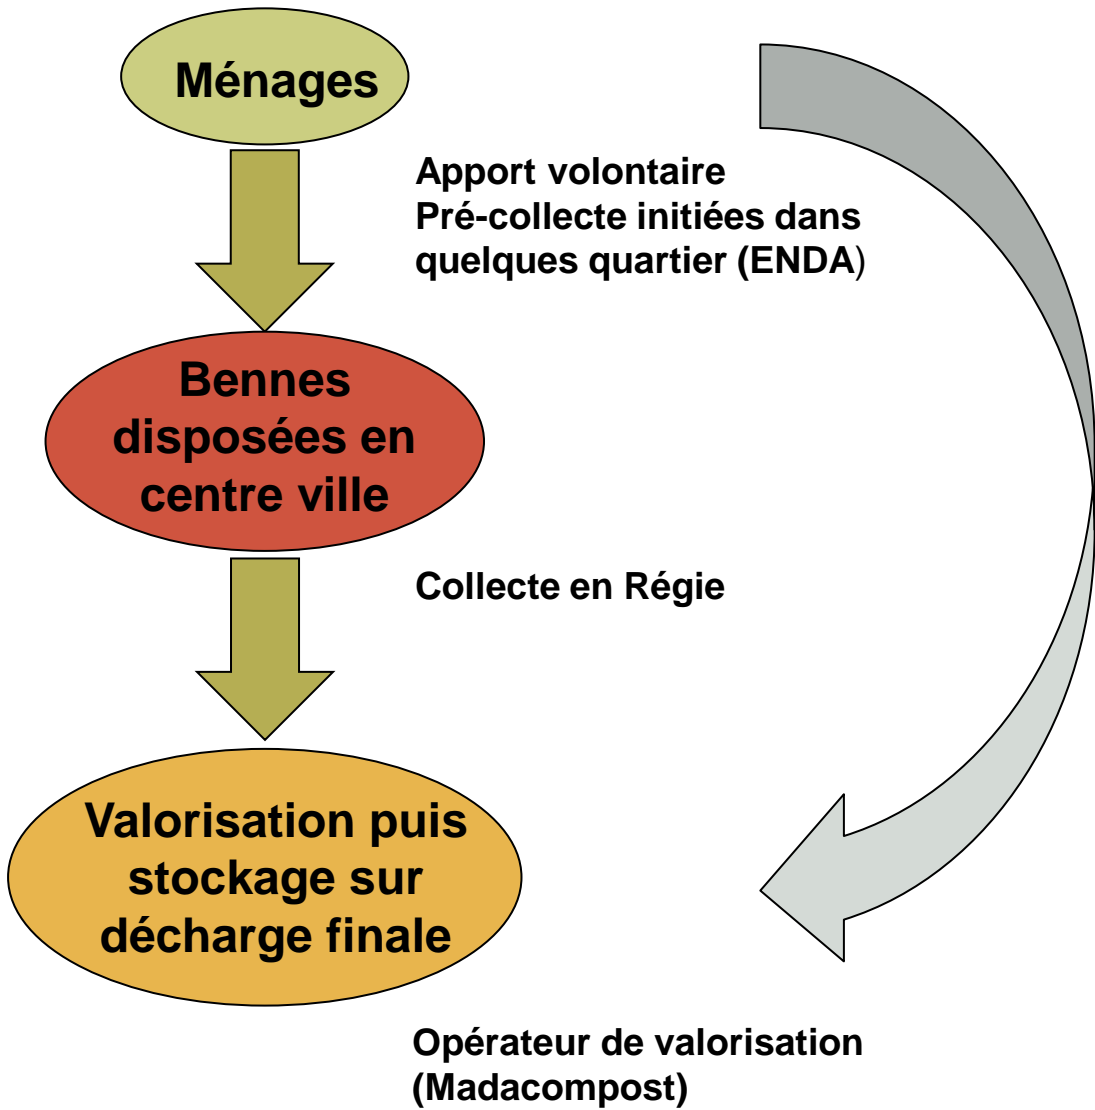 Ménages
Apport volontaire
Pré-collecte initiées dans
quelques quartier (ENDA)
Bennes
disposées en
centre ville
Collecte en Régie
Valorisation puis
stockage sur
décharge finale
Opérateur de valorisation
(Madacompost)